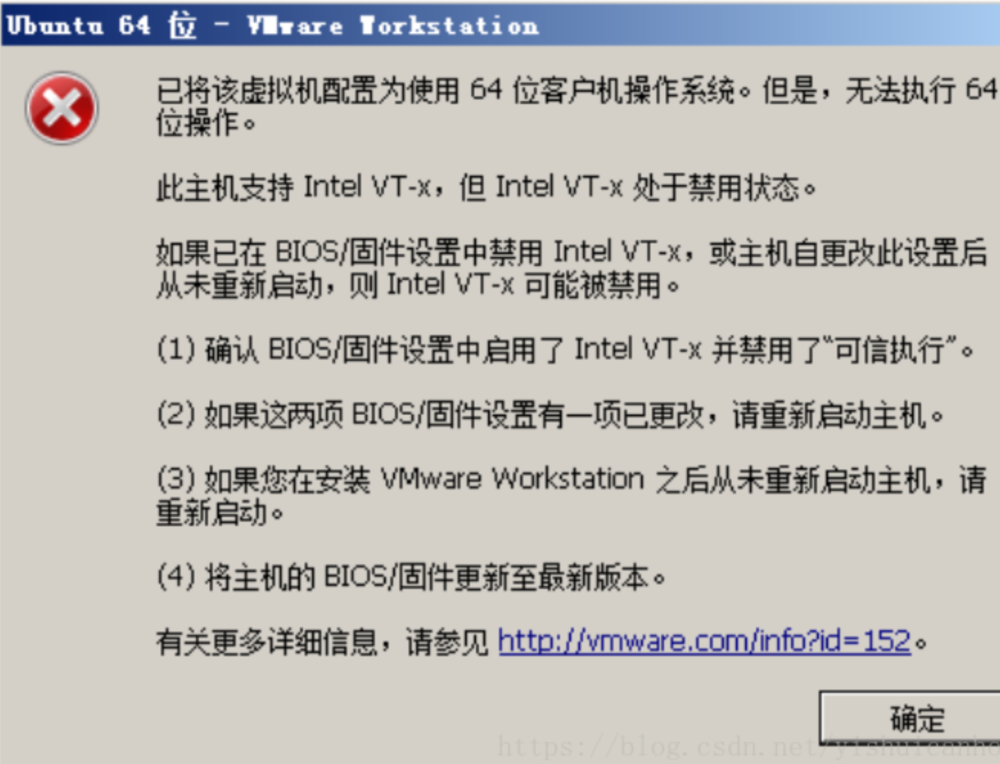 Ubuntu 64 位 - VMware Workstation
已将该虚拟机配置为使用 64 位客户机操作系统。但是，无法执行 64
位操作。
此主机支持 Intel VT-x，但 Intel VT-x 处于禁用状态。
如果已在 BIOS/固件设置中禁用 Intel VT-x，或主机自更改此设置后
从未重新启动，则 Intel VT-x 可能被禁用。
(1) 确认 BIOS/固件设置中启用了 Intel VT-x 并禁用了“可信执行”。
(2) 如果这两项 BIOS/固件设置有一项已更改，请重新启动主机。
(3) 如果您在安装 VMware Workstation 之后从未重新启动主机，请
重新启动。
(4) 将主机的 BIOS/固件更新至最新版本。
有关更多详细信息，请参见 http://vmware.com/info?id=152。
确定
https://blog.csdn.net/